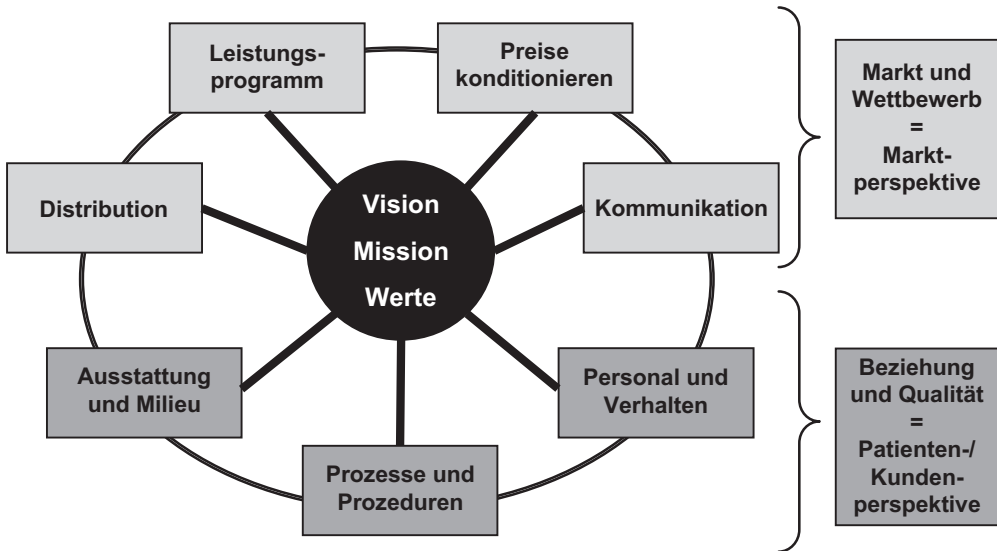 Leistungs-
programm
Preise
konditionieren
Markt und
Wettbewerb
=
Markt-
perspektive
Distribution
Vision
Mission
Werte
Kommunikation
Ausstattung
und Milieu
Personal und
Verhalten
Prozesse und
Prozeduren
Beziehung
und Qualität
=
Patienten-/
Kunden-
perspektive